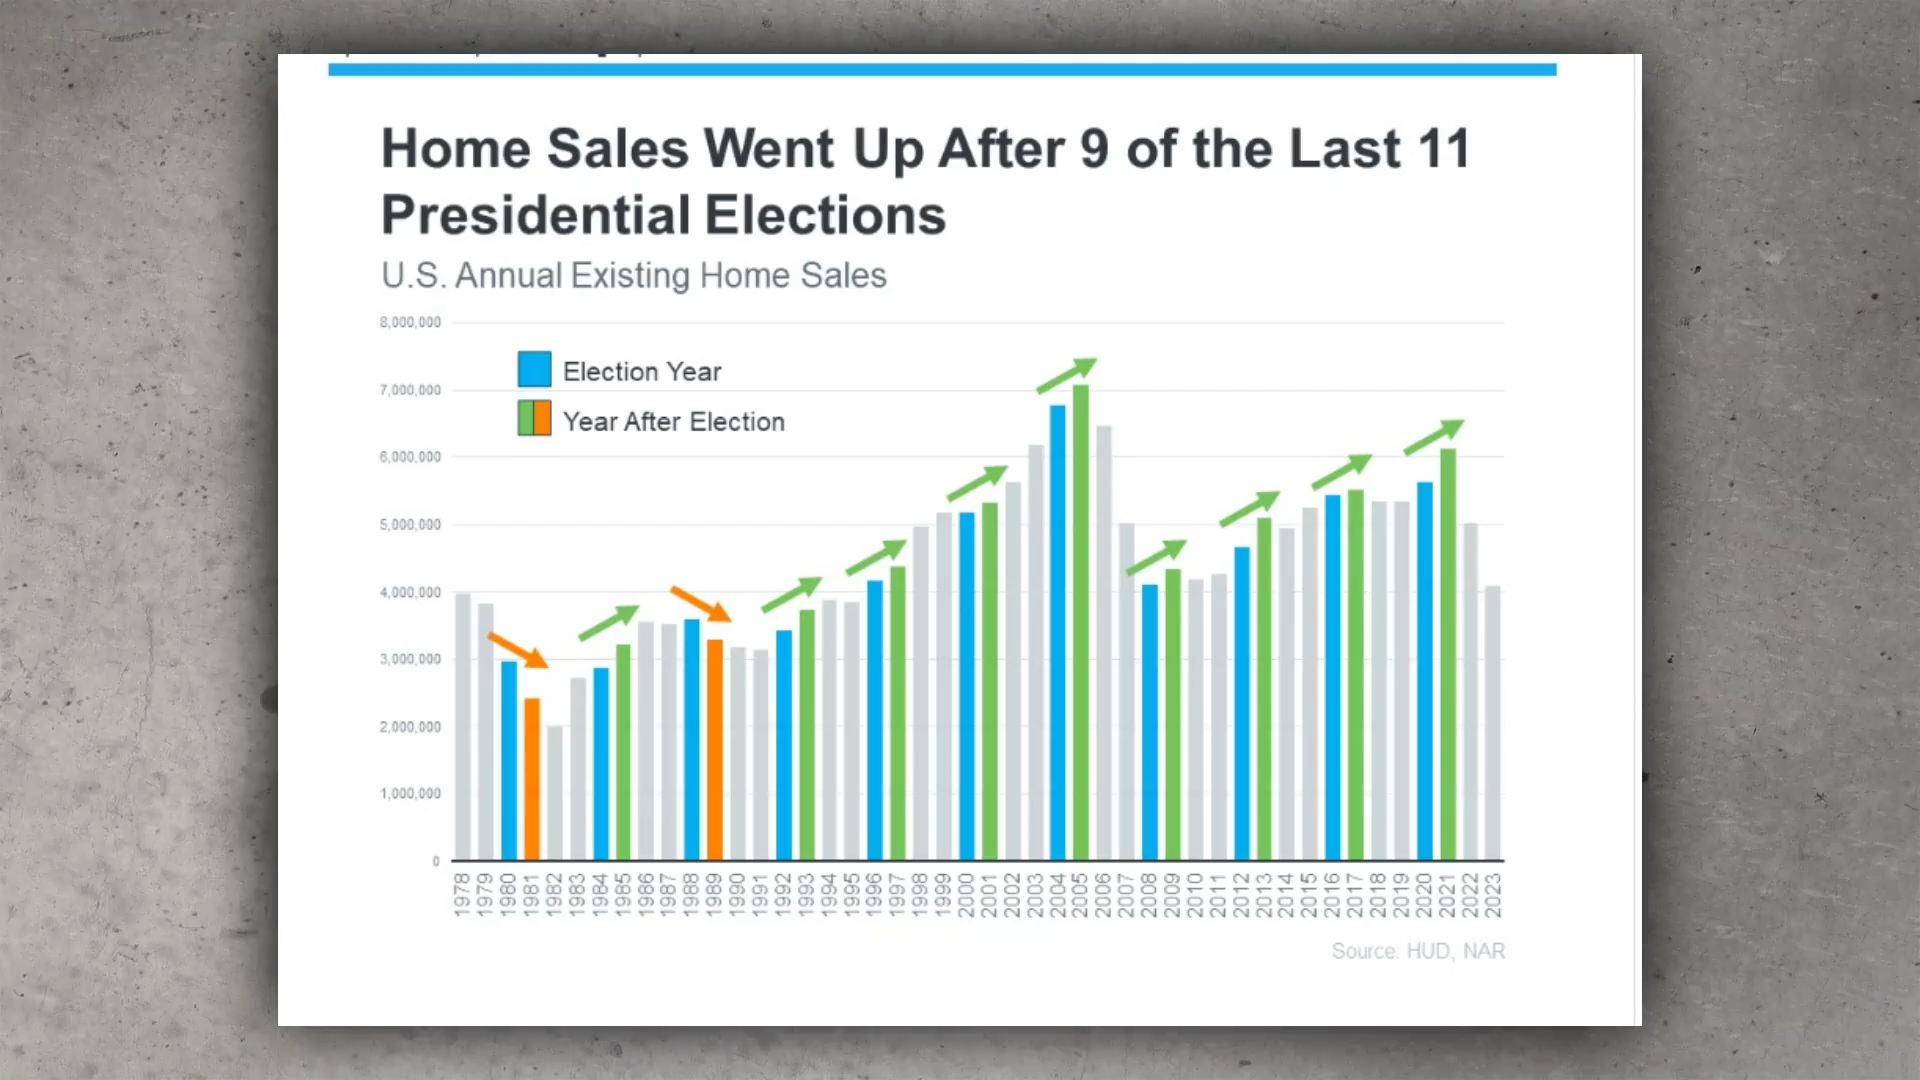 Home Sales Went Up After 9 of the Last 11
Presidential Elections
U.S. Annual Existing Home Sales
8,000,000
Election Year
7,000,000
Year After Election
6,000,000
5,000,000
4,000,000
3,000,000
2,000,000
1,000,000
0
1978 1979 1980 1981 1982 1983 1984 1985 1986 1987 1988 1989 1990 1991 1992 1993 1994 1995 1996 1997 1998 1999 2000 2001 2002 2003 2004 2005 2006 2007 2008 2009 2010 2011 2012 2013 2014 2015 2016 2017 2018 2019 2020 2021 2022 2023
Source: HUD, NAR